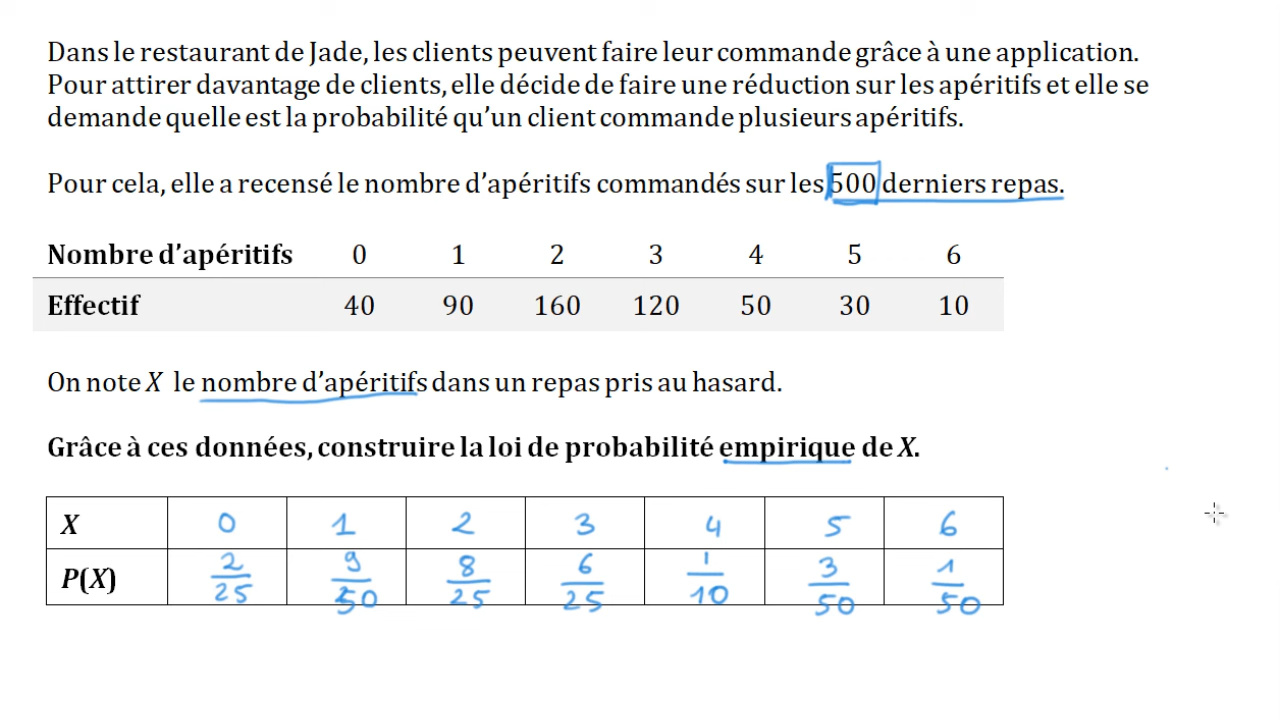 Dans le restaurant de Jade, les clients peuvent faire leur commande grâce à une application.
Pour attirer davantage de clients, elle décide de faire une réduction sur les apéritifs et elle se
demande quelle est la probabilité qu’un client commande plusieurs apéritifs.
Pour cela, elle a recensé le nombre d’apéritifs commandés sur les 500 derniers repas.
Nombre d’apéritifs 0 1 2 3 4 5 6
Effectif 40 90 160 120 50 30 10
On note X le nombre d’apéritifs dans un repas pris au hasard.
Grâce à ces données, construire la loi de probabilité empirique de X.
X 0 1 2 3 4 5 6
P(X) 2/25 9/50 8/25 6/25 1/10 3/50 1/50